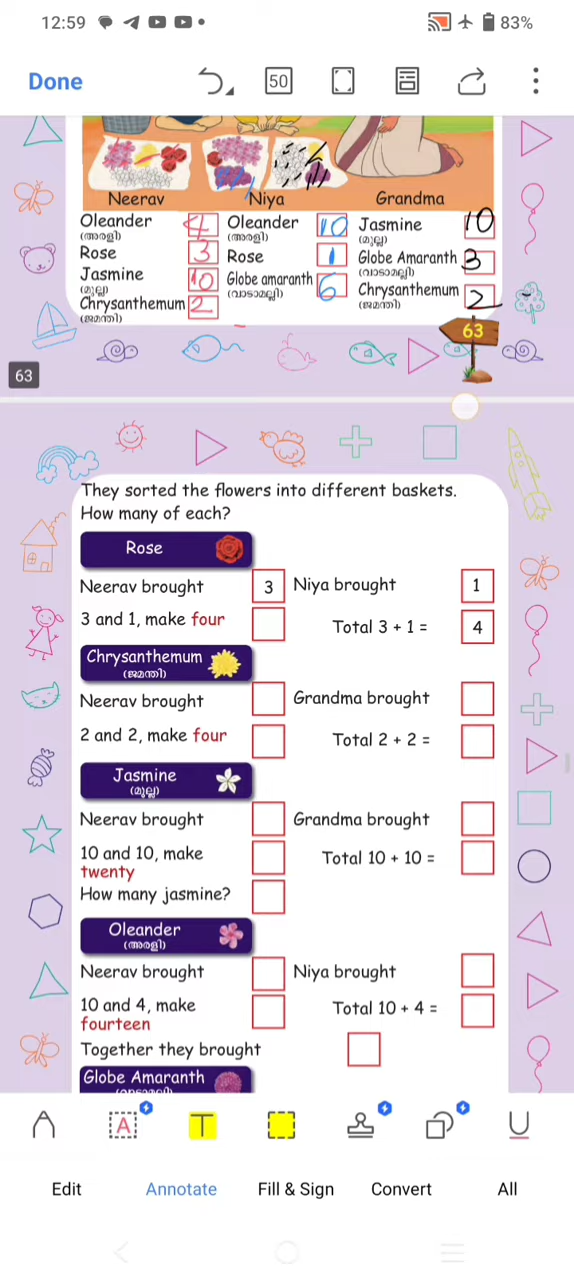 12:59
83%
Done
50
Neerav Niya Grandma
Oleander 4 Oleander 10 Jasmine 10
(അരളി) (അരളി) (മുല്ല)
Rose 3 Rose 1 Globe Amaranth 3
(വാടാമല്ലി)
Jasmine 10 Globe amaranth 6 Chrysanthemum 2
(മുല്ല) (വാടാമല്ലി) (ജമന്തി)
Chrysanthemum 2
(ജമന്തി)
63
63
They sorted the flowers into different baskets.
How many of each?
Rose
Neerav brought 3 Niya brought 1
3 and 1, make four Total 3 + 1 = 4
Chrysanthemum
(ജമന്തി)
Neerav brought Grandma brought
2 and 2, make four Total 2 + 2 =
Jasmine
(മുല്ല)
Neerav brought Grandma brought
10 and 10, make Total 10 + 10 =
twenty
How many jasmine?
Oleander
(അരളി)
Neerav brought Niya brought
10 and 4, make Total 10 + 4 =
fourteen
Together they brought
Globe Amaranth
A T U
Edit Annotate Fill & Sign Convert All